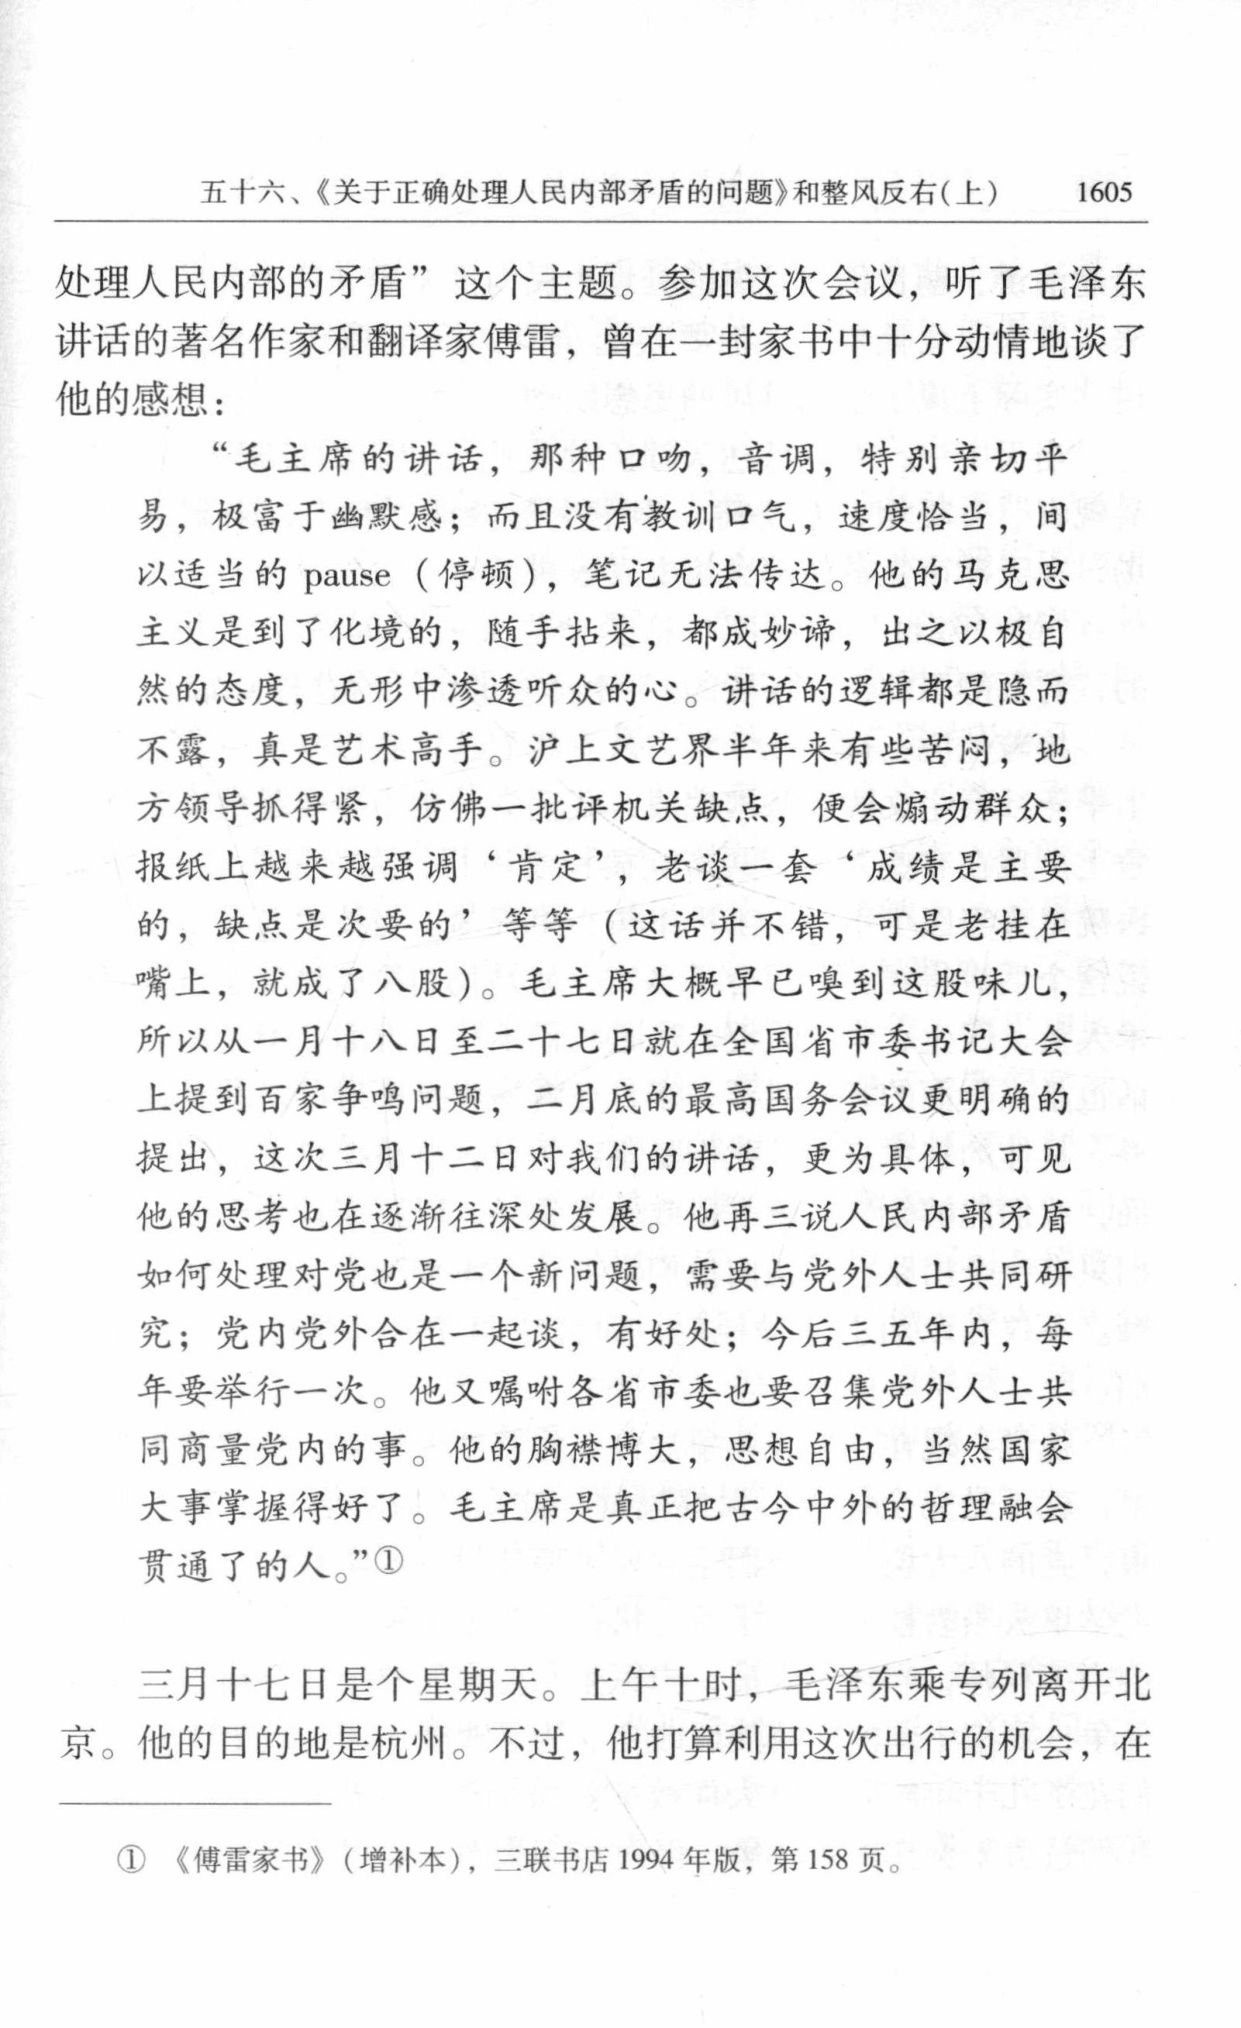 五十六、《关于正确处理人民内部矛盾的问题》和整风反右(上) 1605
处理人民内部的矛盾”这个主题。参加这次会议，听了毛泽东
讲话的著名作家和翻译家傅雷，曾在一封家书中十分动情地谈了
他的感想：
“毛主席的讲话，那种口吻，音调，特别亲切平
易，极富于幽默感；而且没有教训口气，速度恰当，间
以适当的 pause（停顿），笔记无法传达。他的马克思
主义是到了化境的，随手拈来，都成妙谛，出之以极自
然的态度，无形中渗透听众的心。讲话的逻辑都是隐而
不露，真是艺术高手。沪上文艺界半年来有些苦闷，地
方领导抓得紧，仿佛一批评机关缺点，便会煽动群众；
报纸上越来越强调‘肯定’，老谈一套‘成绩是主要
的，缺点是次要的’等等（这话并不错，可是老挂在
嘴上，就成了八股）。毛主席大概早已嗅到这股味儿，
所以从一月十八日至二十七日就在全国省市委书记大会
上提到百家争鸣问题，二月底的最高国务会议更明确的
提出，这次三月十二日对我们的讲话，更为具体，可见
他的思考也在逐渐往深处发展。他再三说人民内部矛盾
如何处理对党也是一个新问题，需要与党外人士共同研
究；党内党外合在一起谈，有好处；今后三五年内，每
年要举行一次。他又嘱咐各省市委也要召集党外人士共
同商量党内的事。他的胸襟博大，思想自由，当然国家
大事掌握得好了。毛主席是真正把古今中外的哲理融会
贯通了的人。”①
三月十七日是个星期天。上午十时，毛泽东乘专列离开北
京。他的目的地是杭州。不过，他打算利用这次出行的机会，在
① 《傅雷家书》（增补本），三联书店 1994 年版，第 158 页。